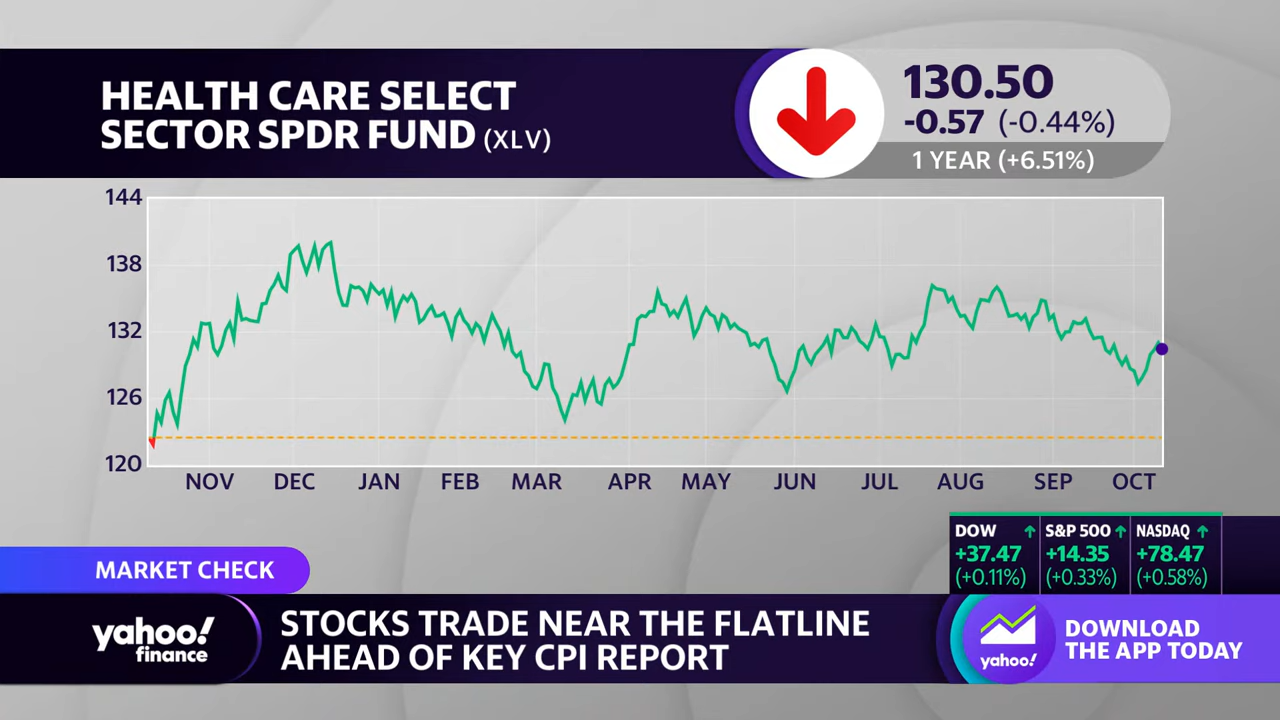 HEALTH CARE SELECT
SECTOR SPDR FUND (XLV)
130.50
-0.57 (-0.44%)
1 YEAR (+6.51%)
144
138
132
126
120
NOV DEC JAN FEB MAR APR MAY JUN JUL AUG SEP OCT
DOW S&P 500 NASDAQ
+37.47 +14.35 +78.47
(+0.11%) (+0.33%) (+0.58%)
MARKET CHECK
yahoo!
finance
STOCKS TRADE NEAR THE FLATLINE
AHEAD OF KEY CPI REPORT
yahoo!
DOWNLOAD
THE APP TODAY